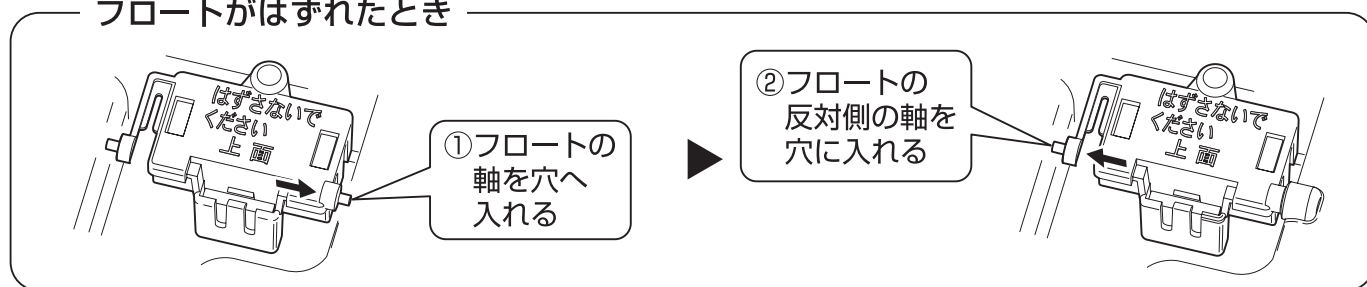 フロートがはずれたとき
はずさないで
ください
上面
①フロートの
軸を穴へ
入れる
②フロートの
反対側の軸を
穴に入れる
はずさないで
ください
上面